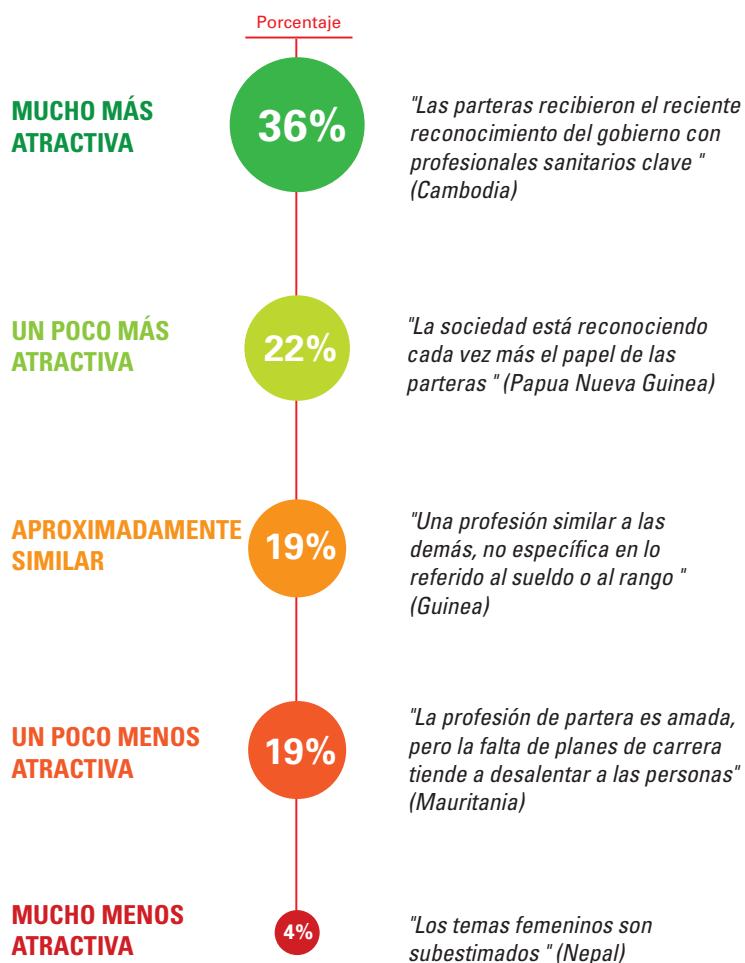 Porcentaje
MUCHO MÁS
ATRACTIVA
36%
"Las parteras recibieron el reciente
reconocimiento del gobierno con
profesionales sanitarios clave "
(Cambodia)
UN POCO MÁS
ATRACTIVA
22%
"La sociedad está reconociendo
cada vez más el papel de las
parteras " (Papua Nueva Guinea)
APROXIMADAMENTE
SIMILAR
19%
"Una profesión similar a las
demás, no específica en lo
referido al sueldo o al rango "
(Guinea)
UN POCO MENOS
ATRACTIVA
19%
"La profesión de partera es amada,
pero la falta de planes de carrera
tiende a desalentar a las personas"
(Mauritania)
MUCHO MENOS
ATRACTIVA
4%
"Los temas femeninos son
subestimados " (Nepal)